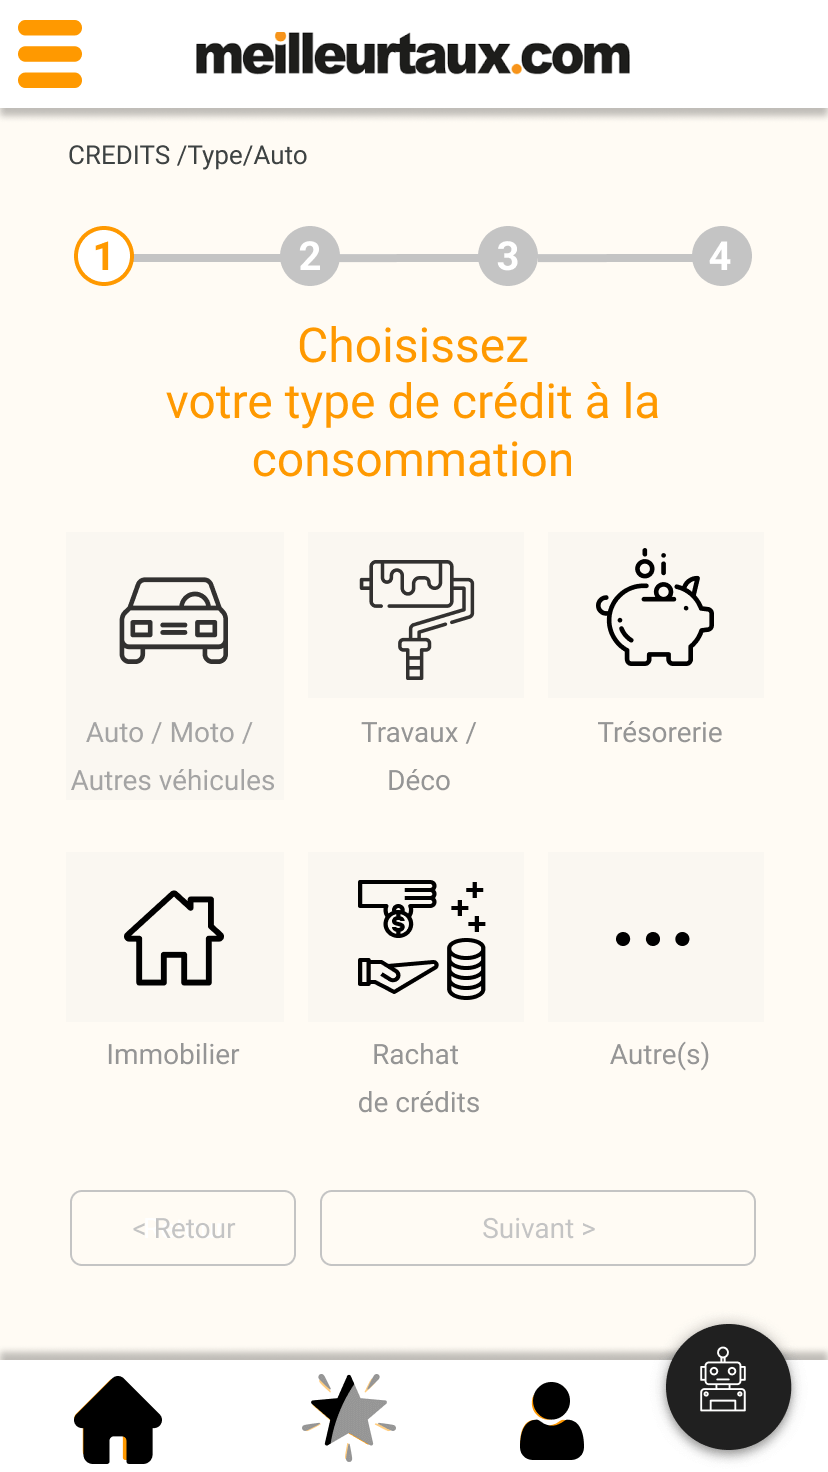 meilleurtaux.com
CREDITS /Type/Auto
1 2 3 4
Choisissez
votre type de crédit à la
consommation
Auto / Moto /
Autres véhicules
Travaux /
Déco
Trésorerie
$
Immobilier
Rachat
de crédits
Autre(s)
< Retour
Suivant >